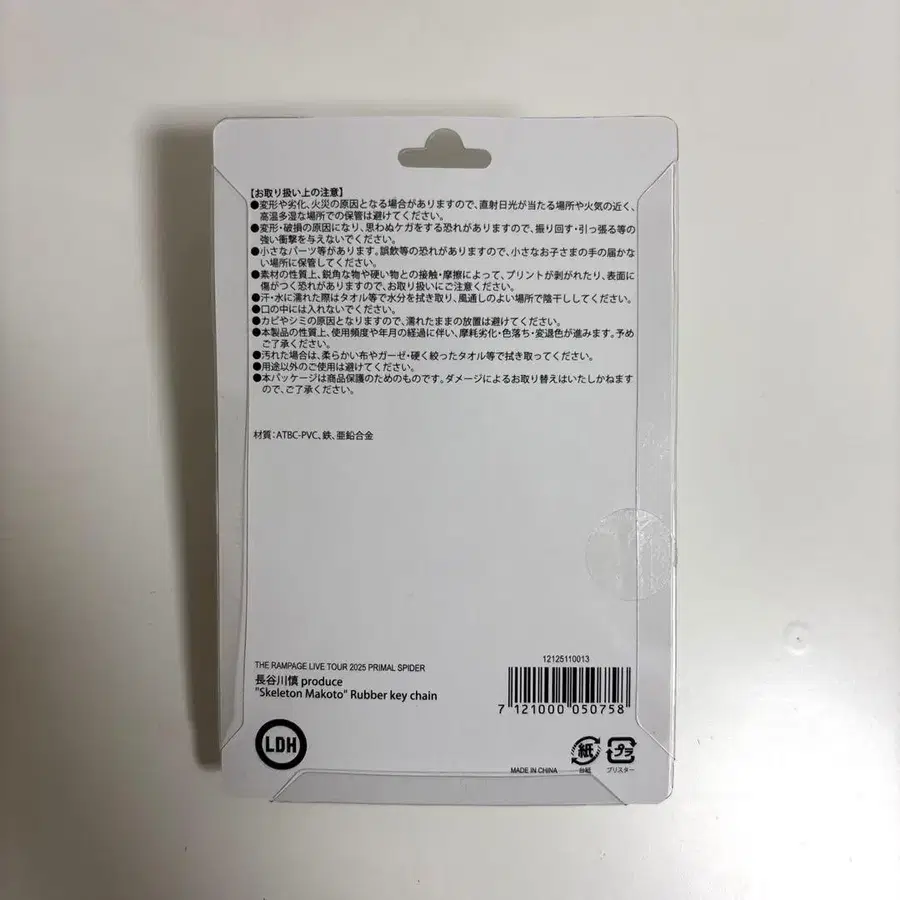 【お取り扱い上の注意】
●変形や劣化、火災の原因となる場合がありますので、直射日光が当たる場所や火気の近く、
高温多湿な場所での保管は避けてください。
●変形・破損の原因になり、思わぬケガをする恐れがありますので、振り回す・引っ張る等の
強い衝撃を与えないでください。
●小さなパーツ等があります。誤飲等の恐れがありますので、小さなお子さまの手の届かな
い場所に保管してください。
●素材の性質上、鋭角な物や硬い物との接触・摩擦によって、プリントが剥がれたり、表面に
傷がつく恐れがありますので、お取り扱いにご注意ください。
●汗・水に濡れた際はタオル等で水分を拭き取り、風通しのよい場所で陰干ししてください。
●口の中には入れないでください。
●カビやシミの原因となりますので、濡れたままの放置は避けてください。
●本製品の性質上、使用頻度や年月の経過に伴い、摩耗劣化・色落ち・変退色が進みます。予め
ご了承ください。
●汚れた場合は、柔らかい布やガーゼ・硬く絞ったタオル等で拭き取ってください。
●用途以外のご使用は避けてください。
●本パッケージは商品保護のためのものです。ダメージによるお取り替えはいたしかねます
ので、ご了承ください。
材質:ATBC-PVC、鉄、亜鉛合金
THE RAMPAGE LIVE TOUR 2025 PRIMAL SPIDER
長谷川慎 produce
"Skeleton Makoto" Rubber key chain
12125110013
7 121000 050758
LDH
MADE IN CHINA
紙
台紙
プラ
ブリスター